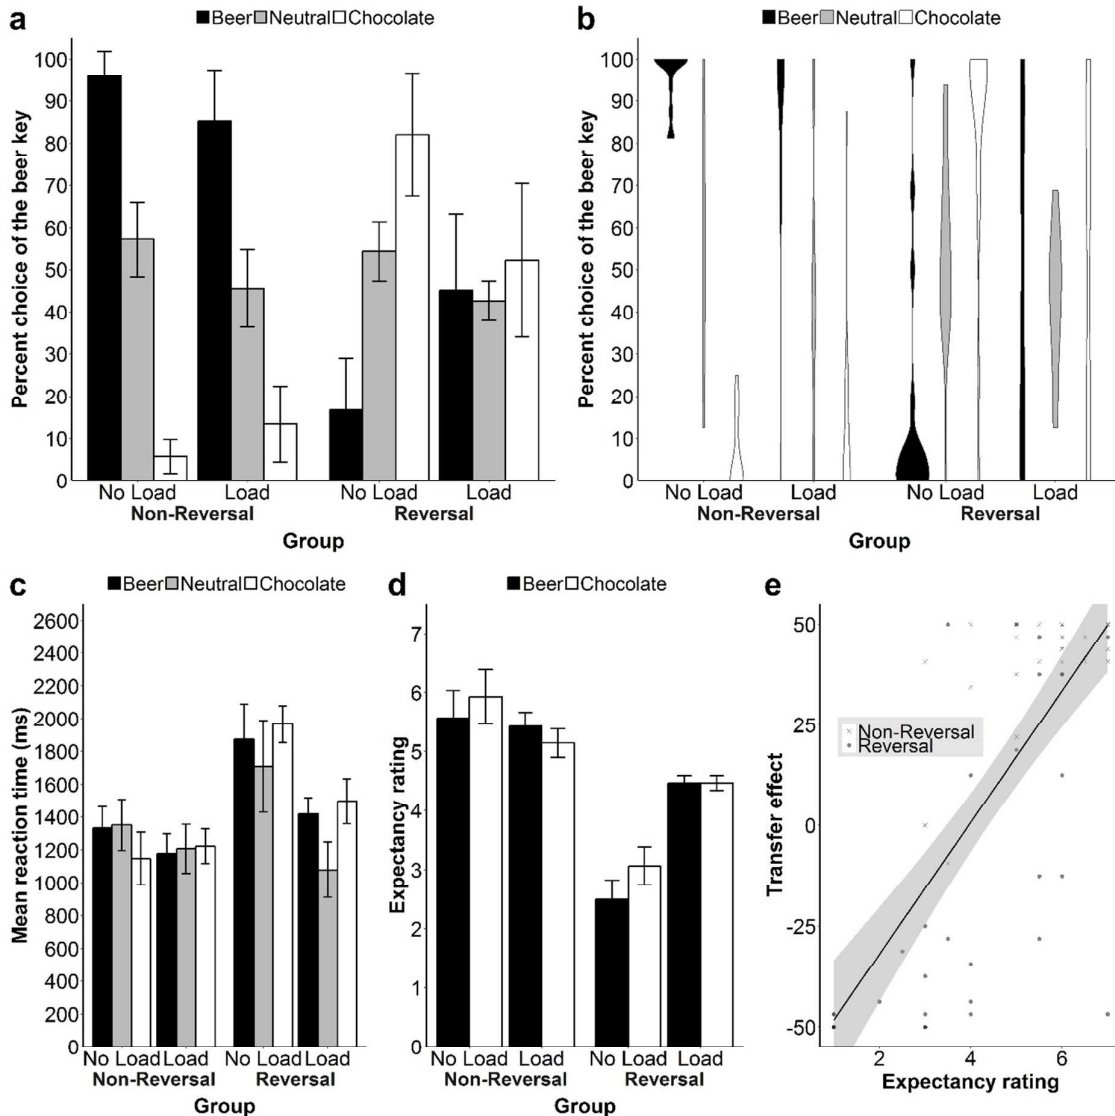 a
Beer Neutral Chocolate
Percent choice of the beer key
100
90
80
70
60
50
40
30
20
10
0
No Load Load No Load Load
Non-Reversal Reversal
Group
b
Beer Neutral Chocolate
Percent choice of the beer key
100
90
80
70
60
50
40
30
20
10
0
No Load Load No Load Load
Non-Reversal Reversal
Group
c
Beer Neutral Chocolate
Mean reaction time (ms)
2600
2400
2200
2000
1800
1600
1400
1200
1000
800
600
400
200
0
No Load Load No Load Load
Non-Reversal Reversal
Group
d
Beer Chocolate
Expectancy rating
7
6
5
4
3
2
1
0
No Load Load No Load Load
Non-Reversal Reversal
Group
e
Transfer effect
50
25
0
-25
-50
Non-Reversal
Reversal
2 4 6
Expectancy rating